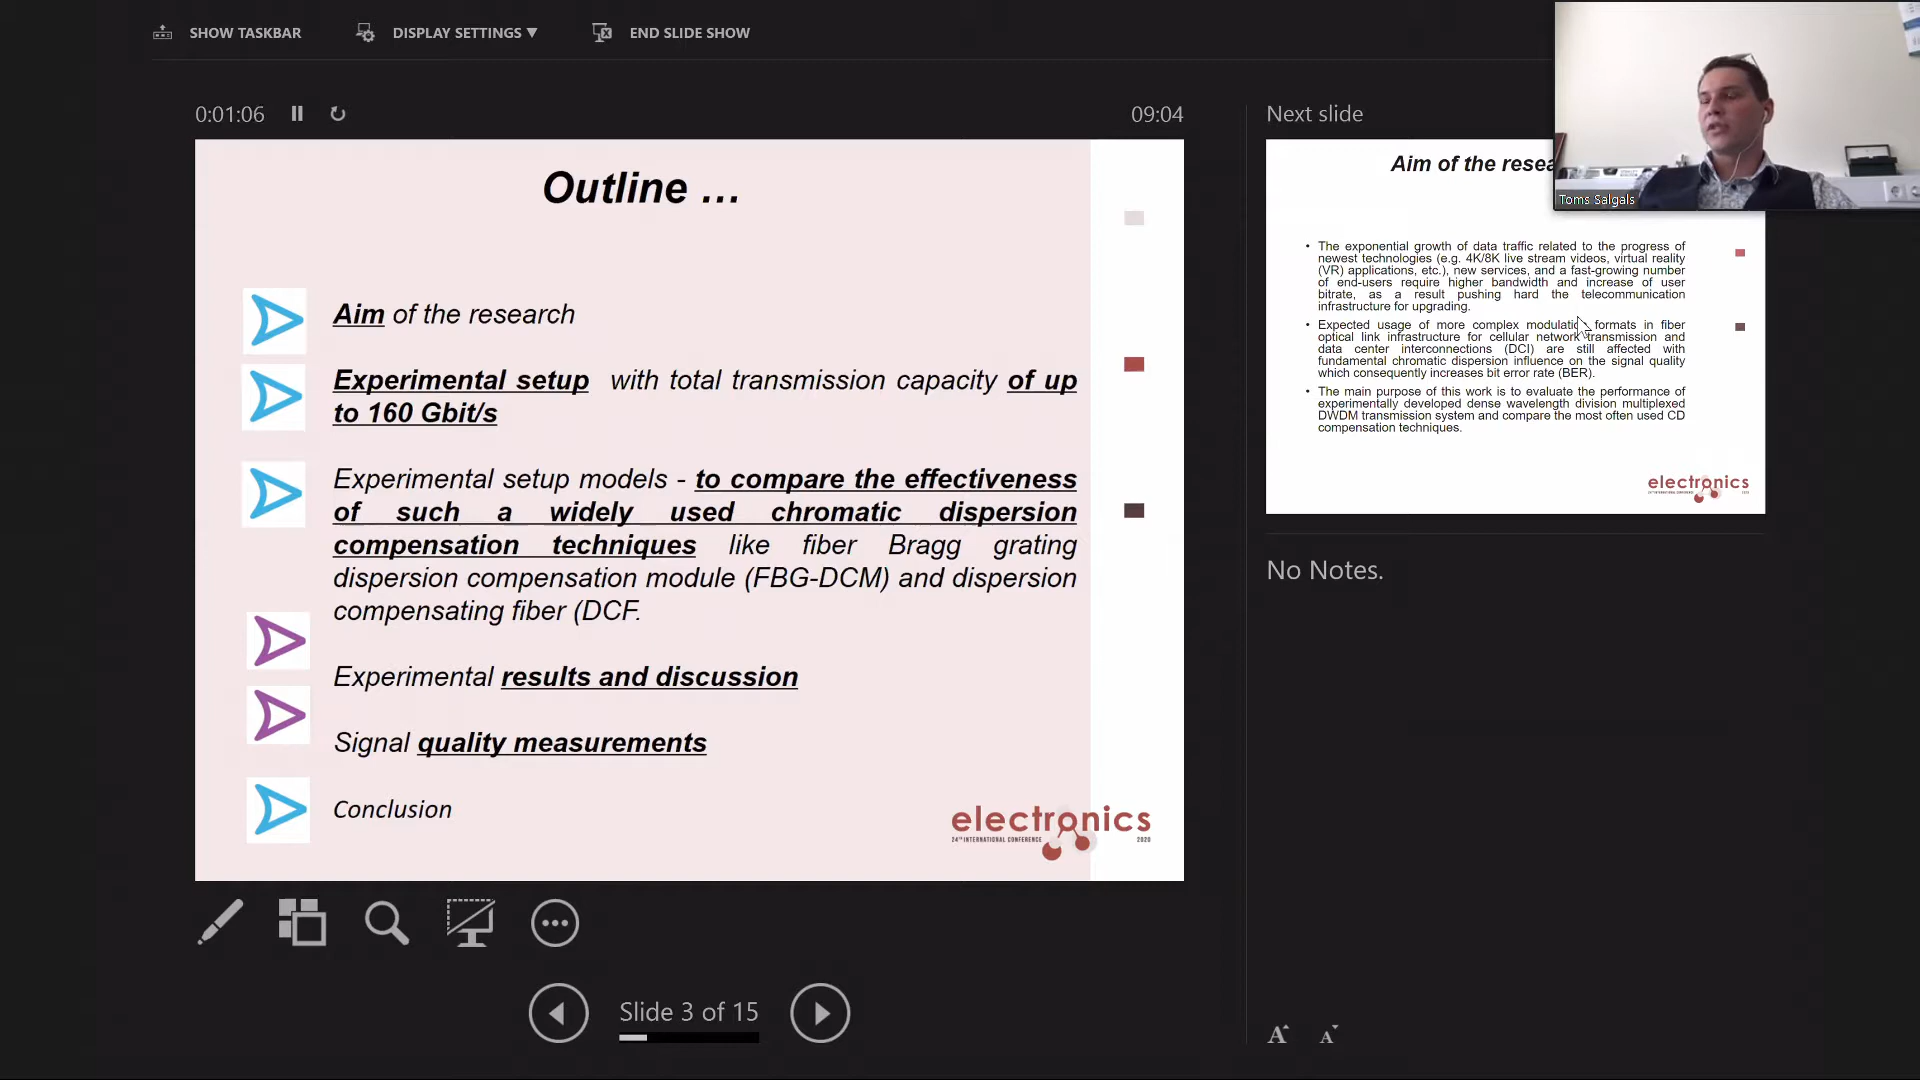 SHOW TASKBAR
DISPLAY SETTINGS ▼
END SLIDE SHOW
0:01:06
09:04
Outline …
Aim of the research
Experimental setup with total transmission capacity of up
to 160 Gbit/s
Experimental setup models - to compare the effectiveness
of such a widely used chromatic dispersion
compensation techniques like fiber Bragg grating
dispersion compensation module (FBG-DCM) and dispersion
compensating fiber (DCF.
Experimental results and discussion
Signal quality measurements
Conclusion
electronics
24TH INTERNATIONAL CONFERENCE 2020
Slide 3 of 15
Next slide
Toms Salgals
Aim of the resea
• The exponential growth of data traffic related to the progress of
newest technologies (e.g. 4K/8K live stream videos, virtual reality
(VR) applications, etc.), new services, and a fast-growing number
of end-users require higher bandwidth and increase of user
bitrate, as a result pushing hard the telecommunication
infrastructure for upgrading.
• Expected usage of more complex modulation formats in fiber
optical link infrastructure for cellular network transmission and
data center interconnections (DCI) are still affected with
fundamental chromatic dispersion influence on the signal quality
which consequently increases bit error rate (BER).
• The main purpose of this work is to evaluate the performance of
experimentally developed dense wavelength division multiplexed
DWDM transmission system and compare the most often used CD
compensation techniques.
electronics
No Notes.
A A